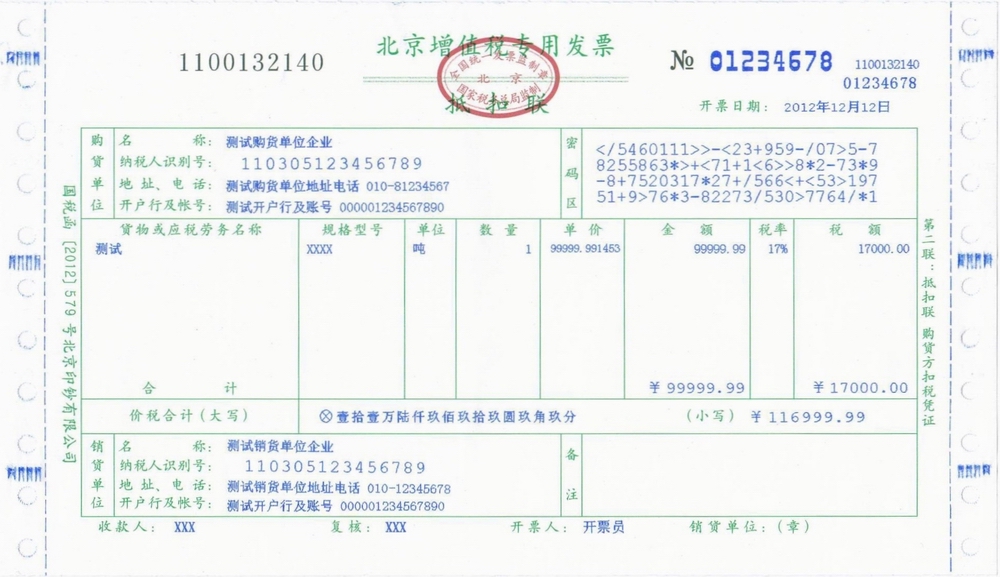 北京增值税专用发票
1100132140
№ 01234678
1100132140
01234678
全国统一发票监制章
北京
国家税务总局监制
抵扣联
开票日期: 2012年12月12日
购货单位
名称: 测试购货单位企业
纳税人识别号: 110305123456789
地址、电话: 测试购货单位地址电话 010-81234567
开户行及帐号: 测试开户行及账号 000001234567890
密码区
</5460111>>-<23+959-/07>5-7
8255863*>+<71+1<6>>8*2-73*9
-8+7520317*27+/566<+<53>197
51+9>76*3-82273/530>7764/*1
货物或应税劳务名称 规格型号 单位 数量 单价 金额 税率 税额
测试 XXXX 吨 1 99999.991453 99999.99 17% 17000.00
合计 ¥99999.99 ¥17000.00
价税合计(大写) ⊗壹拾壹万陆仟玖佰玖拾玖圆玖角玖分 (小写) ¥116999.99
销货单位
名称: 测试销货单位企业
纳税人识别号: 110305123456789
地址、电话: 测试销货单位地址电话 010-12345678
开户行及帐号: 测试开户行及账号 000001234567890
备注
收款人: XXX 复核: XXX 开票人: 开票员 销货单位:(章)
国税函[2012]579号北京印钞有限公司
第二联:抵扣联 购货方扣税凭证